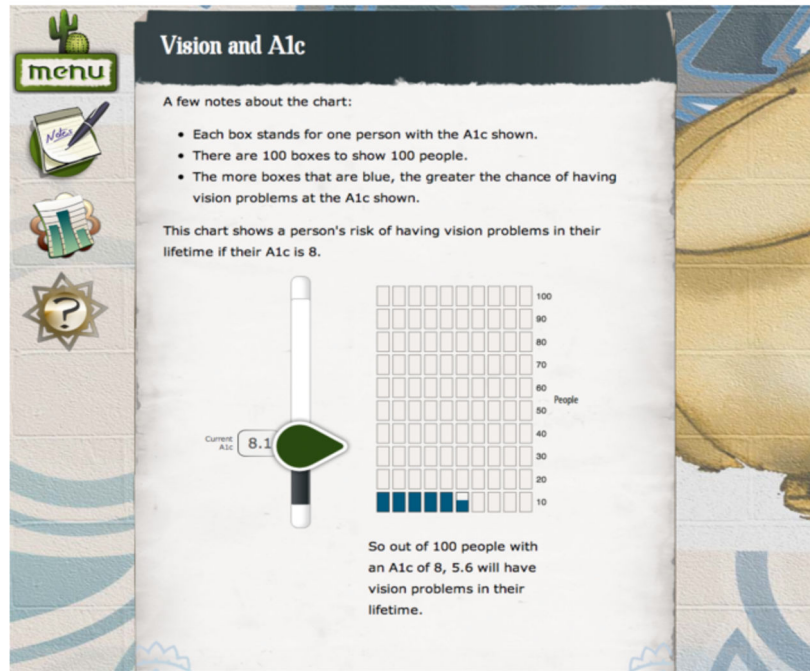 menu
Notes
Vision and A1c
A few notes about the chart:
• Each box stands for one person with the A1c shown.
• There are 100 boxes to show 100 people.
• The more boxes that are blue, the greater the chance of having
vision problems at the A1c shown.
This chart shows a person's risk of having vision problems in their
lifetime if their A1c is 8.
?
100
90
80
70
60
People
50
40
30
20
10
Current
A1c
8.1
So out of 100 people with
an A1c of 8, 5.6 will have
vision problems in their
lifetime.